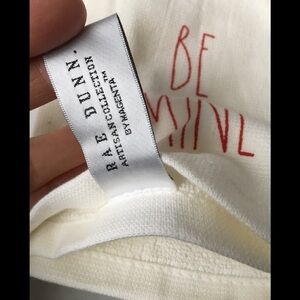 BE
MINE
RAE DUNN.
ARTISAN COLLECTION™
BY MAGENTA